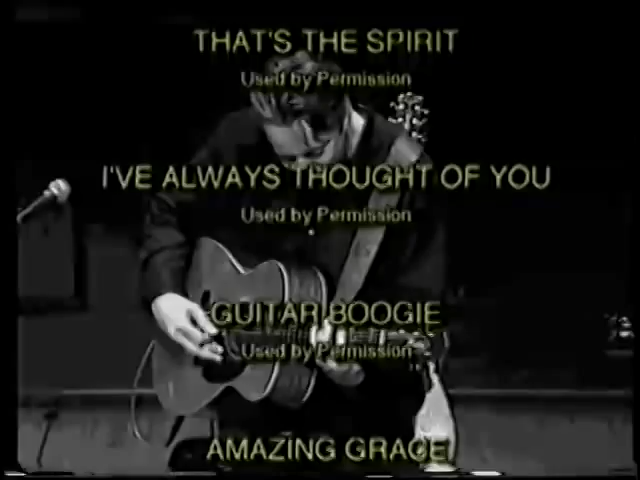 THAT'S THE SPIRIT
Used by Permission
I'VE ALWAYS THOUGHT OF YOU
Used by Permission
GUITAR BOOGIE
Used by Permission
AMAZING GRACE